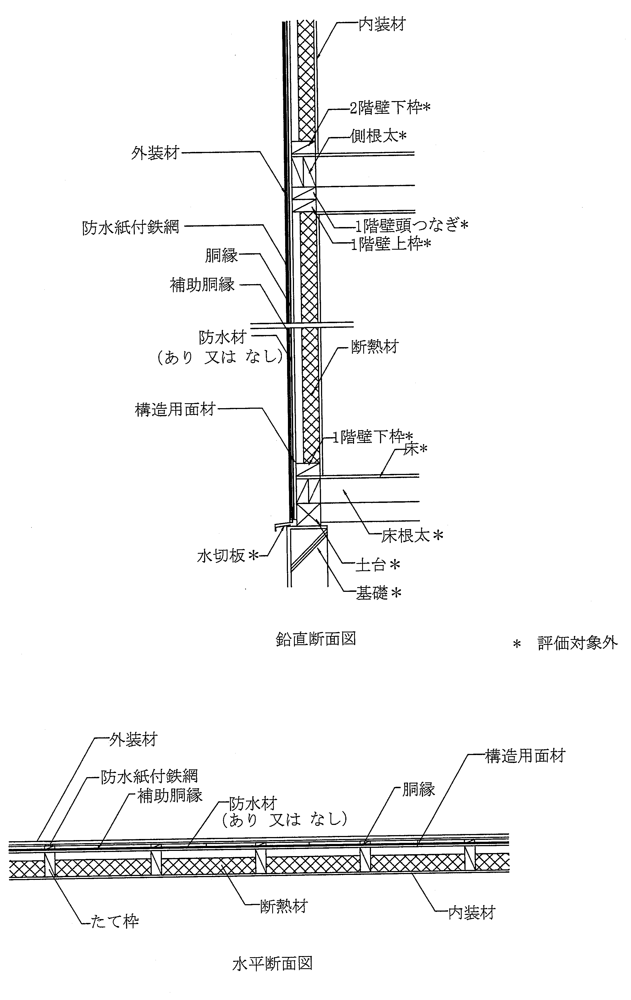 内装材
2階壁下枠*
側根太*
外装材
防水紙付鉄網
1階壁頭つなぎ*
1階壁上枠*
胴縁
補助胴縁
防水材
(あり 又は なし)
断熱材
構造用面材
1階壁下枠*
床*
床根太*
水切板*
土台*
基礎*
鉛直断面図
* 評価対象外
外装材
構造用面材
防水紙付鉄網
胴縁
補助胴縁
防水材
(あり 又は なし)
断熱材
内装材
たて枠
水平断面図